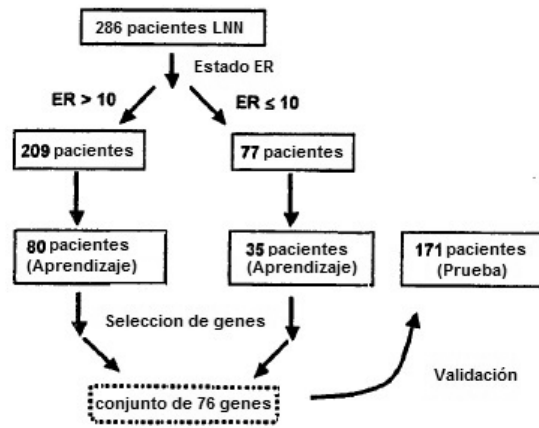 286 pacientes LNN
Estado ER
ER > 10
ER ≤ 10
209 pacientes
77 pacientes
80 pacientes
(Aprendizaje)
35 pacientes
(Aprendizaje)
171 pacientes
(Prueba)
Seleccion de genes
Validación
conjunto de 76 genes